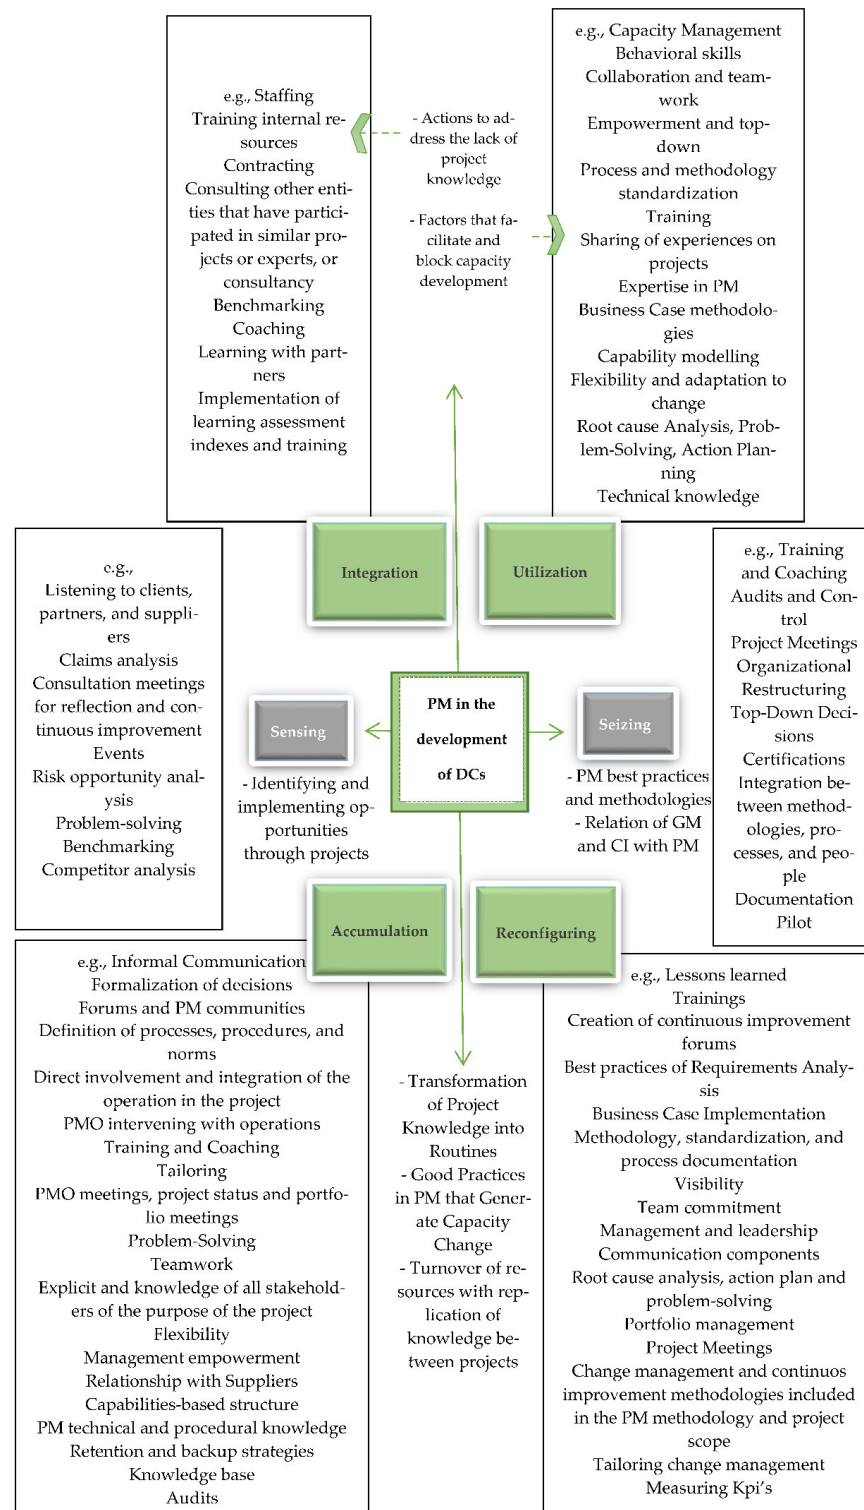 e.g., Staffing
Training internal re-
sources
Contracting
Consulting other enti-
ties that have partici-
pated in similar pro-
jects or experts, or
consultancy
Benchmarking
Coaching
Learning with part-
ners
Implementation of
learning assessment
indexes and training
- Actions to ad-
dress the lack of
project
knowledge
- Factors that fa-
cilitate and
block capacity
development
e.g., Capacity Management
Behavioral skills
Collaboration and team-
work
Empowerment and top-
down
Process and methodology
standardization
Training
Sharing of experiences on
projects
Expertise in PM
Business Case methodolo-
gies
Capability modelling
Flexibility and adaptation to
change
Root cause Analysis, Prob-
lem-Solving, Action Plan-
ning
Technical knowledge
Integration
Utilization
e.g.,
Listening to clients,
partners, and suppli-
ers
Claims analysis
Consultation meetings
for reflection and con-
tinuous improvement
Events
Risk opportunity anal-
ysis
Problem-solving
Benchmarking
Competitor analysis
Sensing
- Identifying and
implementing op-
portunities
through projects
PM in the
development
of DCs
Seizing
- PM best practices
and methodologies
- Relation of GM
and CI with PM
e.g., Training
and Coaching
Audits and Con-
trol
Project Meetings
Organizational
Restructuring
Top-Down Deci-
sions
Certifications
Integration be-
tween method-
ologies, pro-
cesses, and peo-
ple
Documentation
Pilot
Accumulation
Reconfiguring
e.g., Informal Communication
Formalization of decisions
Forums and PM communities
Definition of processes, procedures, and
norms
Direct involvement and integration of the
operation in the project
PMO intervening with operations
Training and Coaching
Tailoring
PMO meetings, project status and portfo-
lio meetings
Problem-Solving
Teamwork
Explicit and knowledge of all stakehold-
ers of the purpose of the project
Flexibility
Management empowerment
Relationship with Suppliers
Capabilities-based structure
PM technical and procedural knowledge
Retention and backup strategies
Knowledge base
Audits
- Transformation
of Project
Knowledge into
Routines
- Good Practices
in PM that Gener-
ate Capacity
Change
- Turnover of re-
sources with rep-
lication of
knowledge be-
tween projects
e.g., Lessons learned
Trainings
Creation of continuous improvement
forums
Best practices of Requirements Analy-
sis
Business Case Implementation
Methodology, standardization, and
process documentation
Visibility
Team commitment
Management and leadership
Communication components
Root cause analysis, action plan and
problem-solving
Portfolio management
Project Meetings
Change management and continuos
improvement methodologies included
in the PM methodology and project
scope
Tailoring change management
Measuring Kpi's